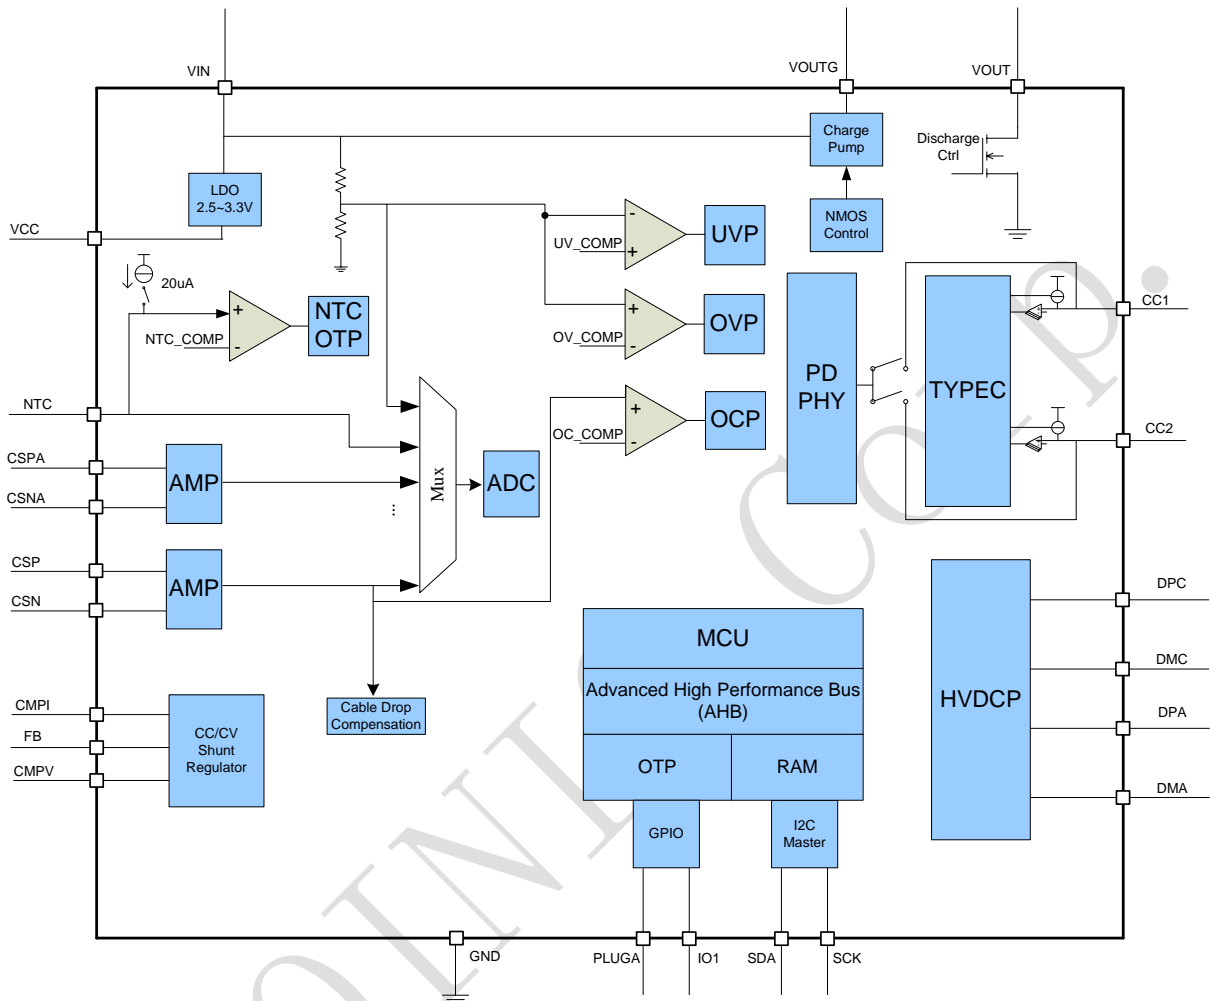 VIN
VOUTG
VOUT
Charge
Pump
Discharge
Ctrl
LDO
2.5~3.3V
NMOS
Control
VCC
UV_COMP
-
+
UVP
20uA
NTC_COMP
+
-
NTC
OTP
OV_COMP
+
-
OVP
CC1
PD
PHY
TYPEC
NTC
OC_COMP
+
-
OCP
CC2
CSPA
CSNA
AMP
Mux
ADC
...
CSP
CSN
AMP
DPC
MCU
DMC
Advanced High Performance Bus
(AHB)
HVDCP
Cable Drop
Compensation
CMPI
FB
CMPV
CC/CV
Shunt
Regulator
DPA
OTP
RAM
DMA
GPIO
I2C
Master
GND
PLUGA
IO1
SDA
SCK
Corp.